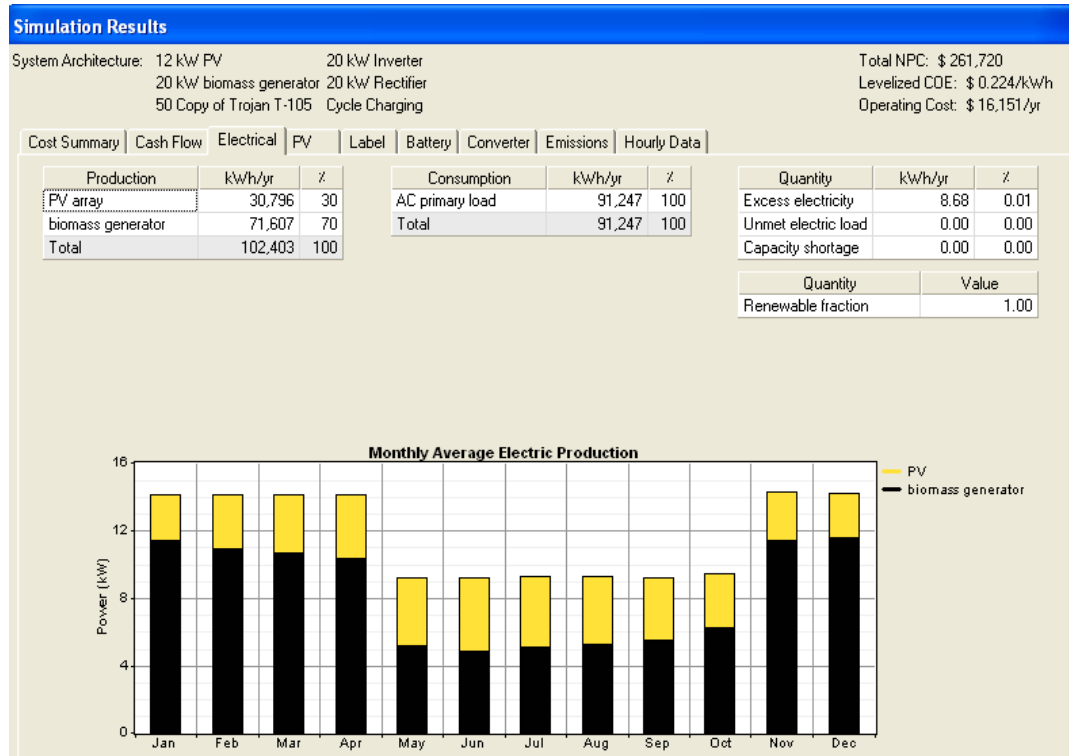 Simulation Results
System Architecture: 12 kW PV 20 kW Inverter Total NPC: $ 261,720
20 kW biomass generator 20 kW Rectifier Levelized COE: $ 0.224/kWh
50 Copy of Trojan T-105 Cycle Charging Operating Cost: $ 16,151/yr
Cost Summary Cash Flow Electrical PV Label Battery Converter Emissions Hourly Data
Production kWh/yr % Consumption kWh/yr % Quantity kWh/yr %
PV array 30,796 30 AC primary load 91,247 100 Excess electricity 8.68 0.01
biomass generator 71,607 70 Total 91,247 100 Unmet electric load 0.00 0.00
Total 102,403 100 Capacity shortage 0.00 0.00
Quantity Value
Renewable fraction 1.00
Monthly Average Electric Production
16
12
8
4
0
Power (kW)
Jan Feb Mar Apr May Jun Jul Aug Sep Oct Nov Dec
PV
biomass generator